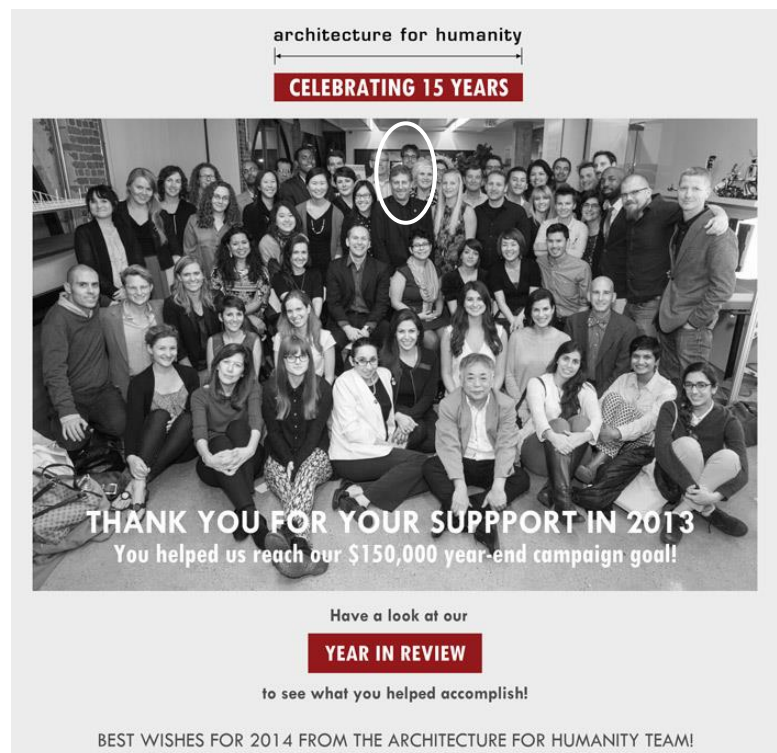 architecture for humanity
CELEBRATING 15 YEARS
THANK YOU FOR YOUR SUPPPORT IN 2013
You helped us reach our $150,000 year-end campaign goal!
Have a look at our
YEAR IN REVIEW
to see what you helped accomplish!
BEST WISHES FOR 2014 FROM THE ARCHITECTURE FOR HUMANITY TEAM!